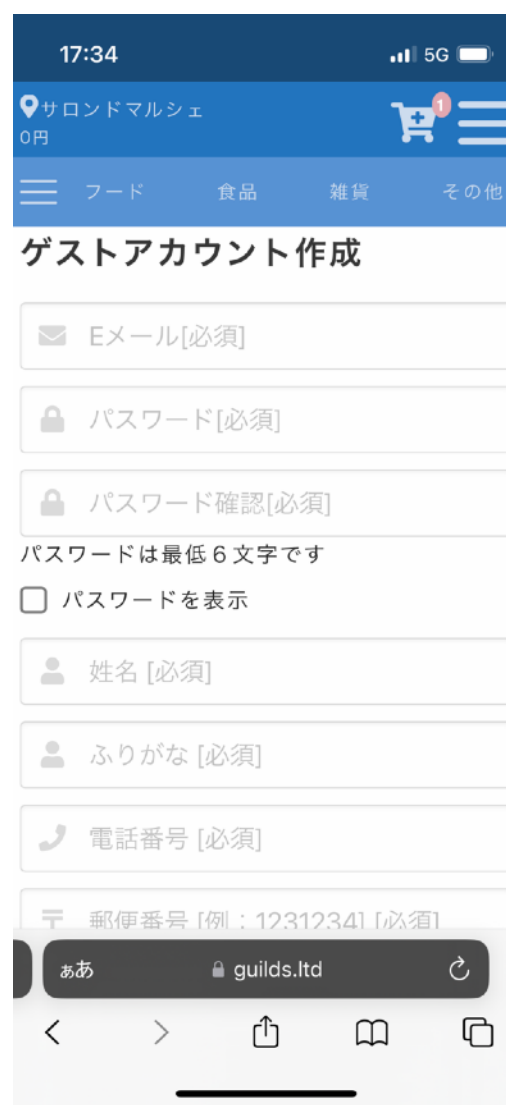 17:34
5G
サロンドマルシェ
1
0円
フード 食品 雑貨 その他
ゲストアカウント作成
Eメール[必須]
パスワード[必須]
パスワード確認[必須]
パスワードは最低6文字です
パスワードを表示
姓名 [必須]
ふりがな [必須]
電話番号 [必須]
〒 郵便番号 [例：1231234] [必須]
ぁあ guilds.ltd